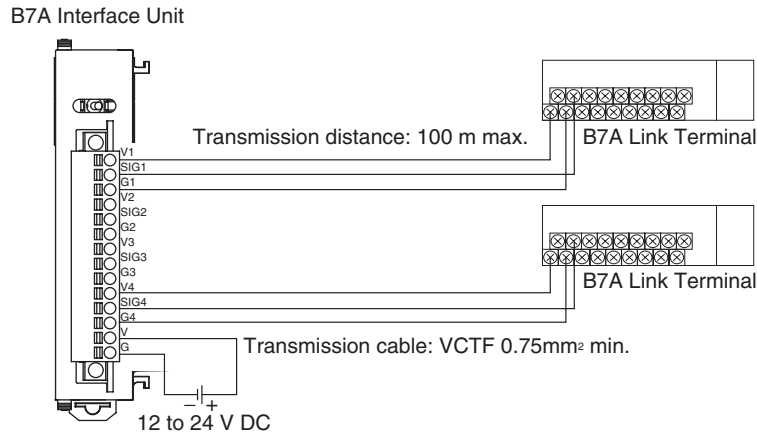 B7A Interface Unit
Transmission distance: 100 m max.
B7A Link Terminal
V1
SIG1
G1
V2
SIG2
G2
V3
SIG3
G3
V4
SIG4
G4
V
G
B7A Link Terminal
Transmission cable: VCTF 0.75mm² min.
− +
12 to 24 V DC